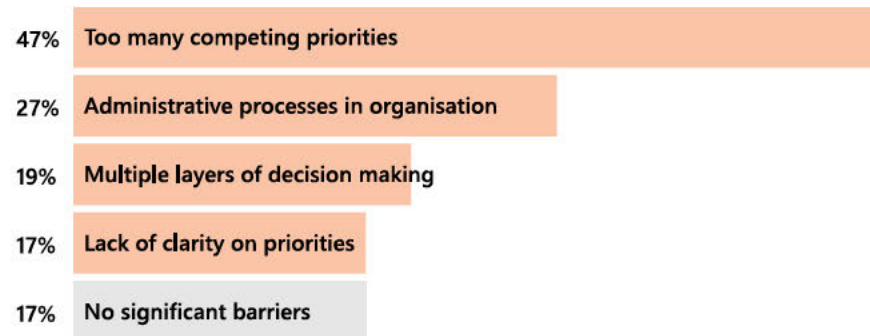 47% Too many competing priorities
27% Administrative processes in organisation
19% Multiple layers of decision making
17% Lack of clarity on priorities
17% No significant barriers